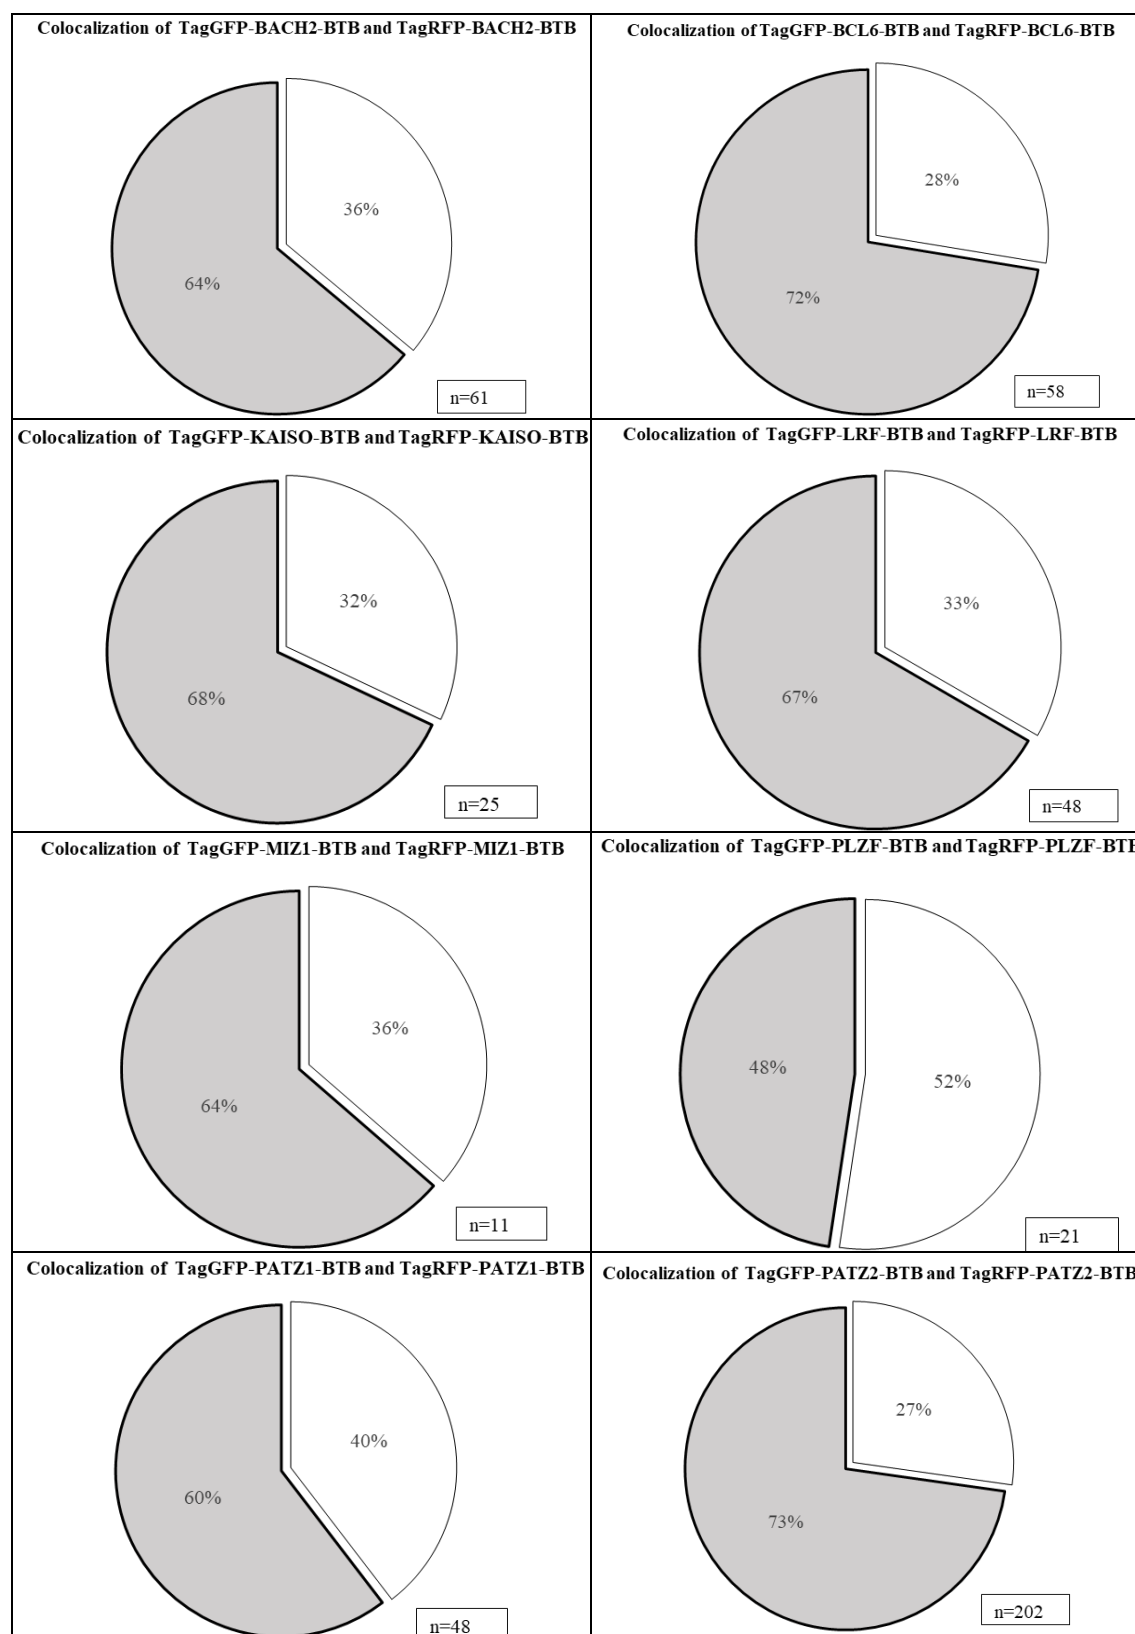 Colocalization of TagGFP-BACH2-BTB and TagRFP-BACH2-BTB
36%
64%
n=61
Colocalization of TagGFP-BCL6-BTB and TagRFP-BCL6-BTB
28%
72%
n=58
Colocalization of TagGFP-KAISO-BTB and TagRFP-KAISO-BTB
32%
68%
n=25
Colocalization of TagGFP-LRF-BTB and TagRFP-LRF-BTB
33%
67%
n=48
Colocalization of TagGFP-MIZ1-BTB and TagRFP-MIZ1-BTB
36%
64%
n=11
Colocalization of TagGFP-PLZF-BTB and TagRFP-PLZF-BTB
48%
52%
n=21
Colocalization of TagGFP-PATZ1-BTB and TagRFP-PATZ1-BTB
40%
60%
n=48
Colocalization of TagGFP-PATZ2-BTB and TagRFP-PATZ2-BTB
27%
73%
n=202